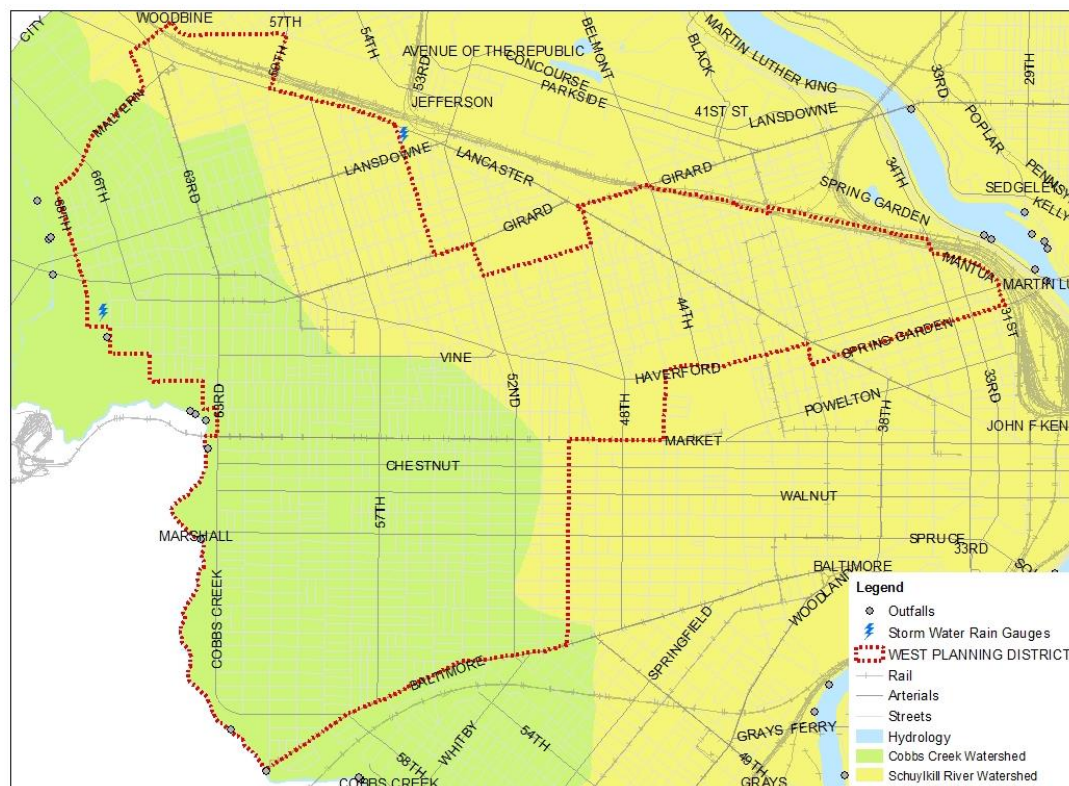 WOODBINE
57TH
CITY
59TH
54TH
53RD
AVENUE OF THE REPUBLIC
BELMONT
CONCOURSE
PARKSIDE
BLACK
MARTIN LUTHER KING
33RD
29TH
POPLAR
JEFFERSON
41ST ST
LANSDOWNE
MALVERN
LANSDOWNE
LANCASTER
GIRARD
34TH
SPRING GARDEN
SEDGELEY
KELLY
66TH
63RD
68TH
GIRARD
MANTUA
MARTIN LU
31ST
44TH
SPRING GARDEN
VINE
52ND
HAVERFORD
48TH
POWELTON
38TH
33RD
63RD
MARKET
JOHN F KEN
CHESTNUT
57TH
WALNUT
MARSHALL
SPRUCE
33RD
BALTIMORE
WOODLAND
SO
COBBS CREEK
SPRINGFIELD
BALTIMORE
WHITBY
54TH
58TH
49TH
GRAYS FERRY
GRAYS
COBBS CREEK
Legend
Outfalls
Storm Water Rain Gauges
WEST PLANNING DISTRICT
Rail
Arterials
Streets
Hydrology
Cobbs Creek Watershed
Schuylkill River Watershed